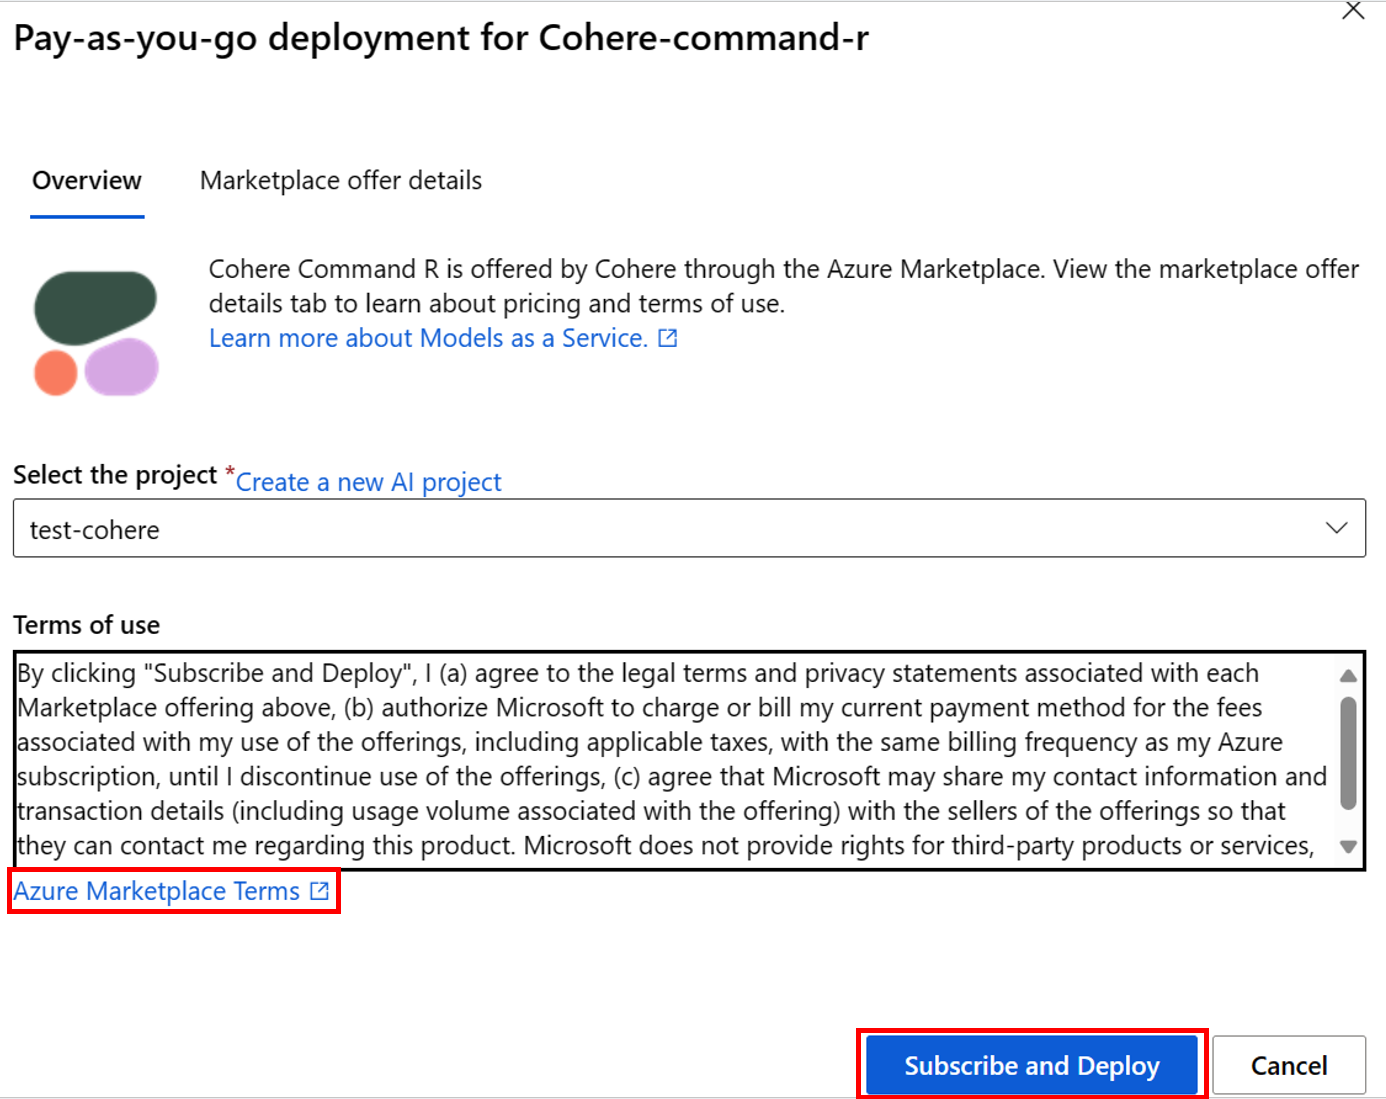 Pay-as-you-go deployment for Cohere-command-r
Overview
Marketplace offer details
Cohere Command R is offered by Cohere through the Azure Marketplace. View the marketplace offer
details tab to learn about pricing and terms of use.
Learn more about Models as a Service.
Select the project *Create a new AI project
test-cohere
Terms of use
By clicking "Subscribe and Deploy", I (a) agree to the legal terms and privacy statements associated with each
Marketplace offering above, (b) authorize Microsoft to charge or bill my current payment method for the fees
associated with my use of the offerings, including applicable taxes, with the same billing frequency as my Azure
subscription, until I discontinue use of the offerings, (c) agree that Microsoft may share my contact information and
transaction details (including usage volume associated with the offering) with the sellers of the offerings so that
they can contact me regarding this product. Microsoft does not provide rights for third-party products or services,
Azure Marketplace Terms
Subscribe and Deploy
Cancel